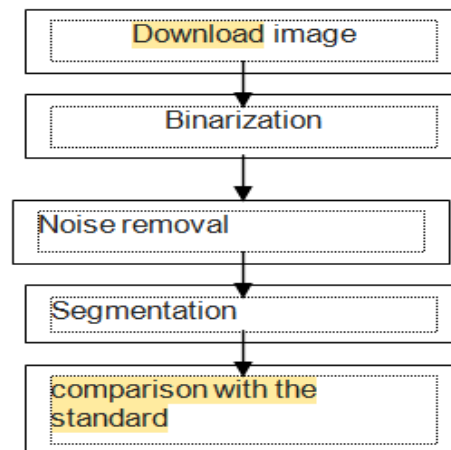 Download image
Binarization
Noise removal
Segmentation
comparison with the
standard